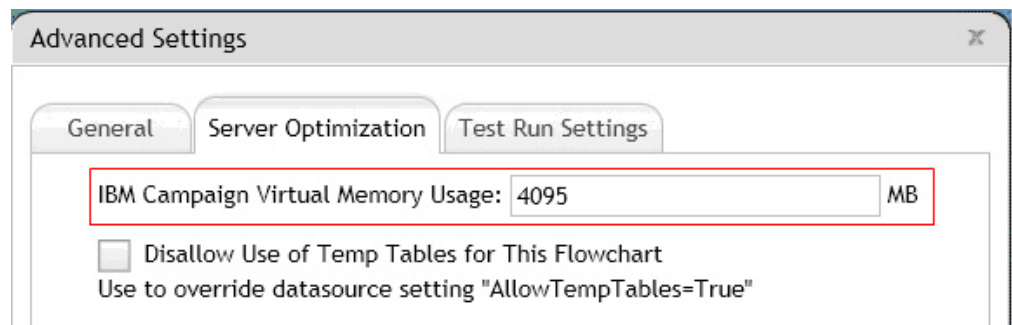 Advanced Settings
General Server Optimization Test Run Settings
IBM Campaign Virtual Memory Usage: 4095 MB
Disallow Use of Temp Tables for This Flowchart
Use to override datasource setting "AllowTempTables=True"